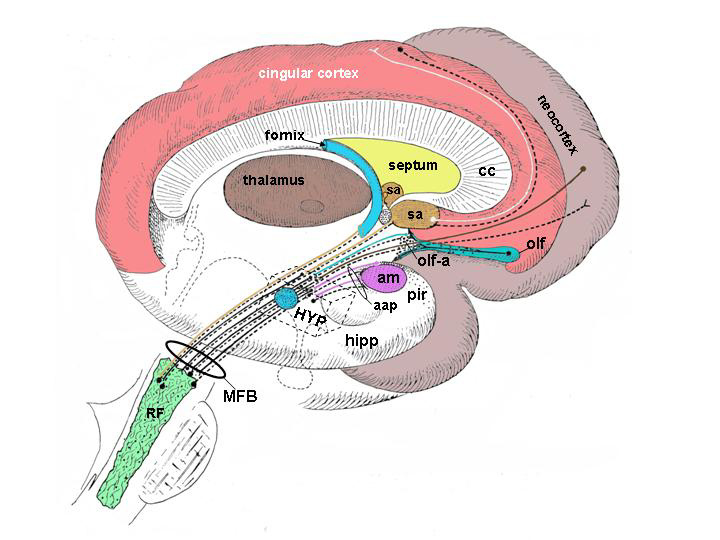 cingular cortex
neocortex
fornix
septum
cc
thalamus
sa
sa
olf
olf-a
am
pir
aap
HYP
hipp
MFB
RF